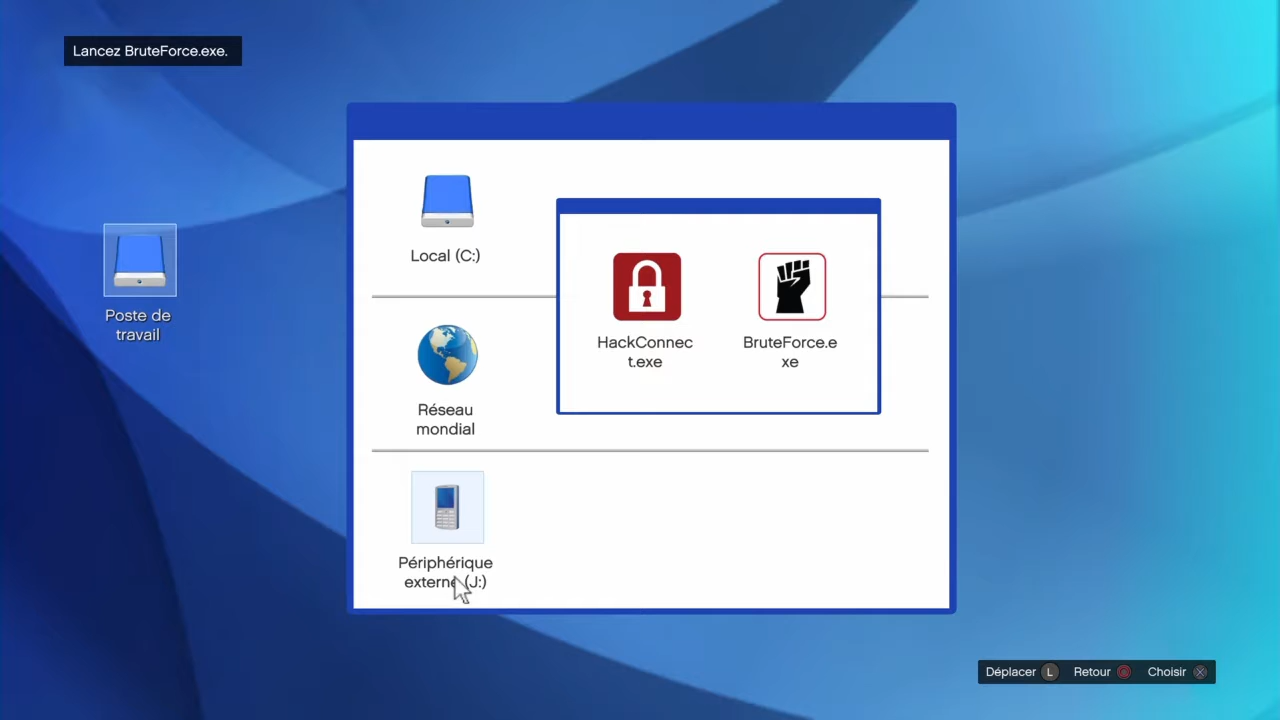 Lancez BruteForce.exe.
Poste de
travail
Local (C:)
Réseau
mondial
Périphérique
externe (J:)
HackConnec
t.exe
BruteForce.e
xe
Déplacer L Retour Choisir